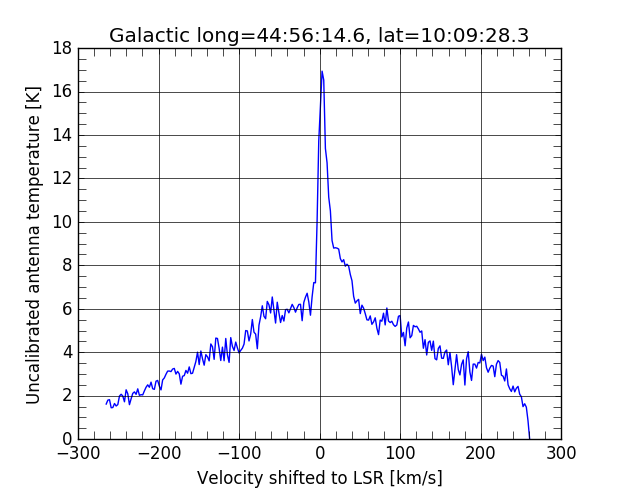 Galactic long=44:56:14.6, lat=10:09:28.3
Uncalibrated antenna temperature [K]
18
16
14
12
10
8
6
4
2
0
−300 −200 −100 0 100 200 300
Velocity shifted to LSR [km/s]